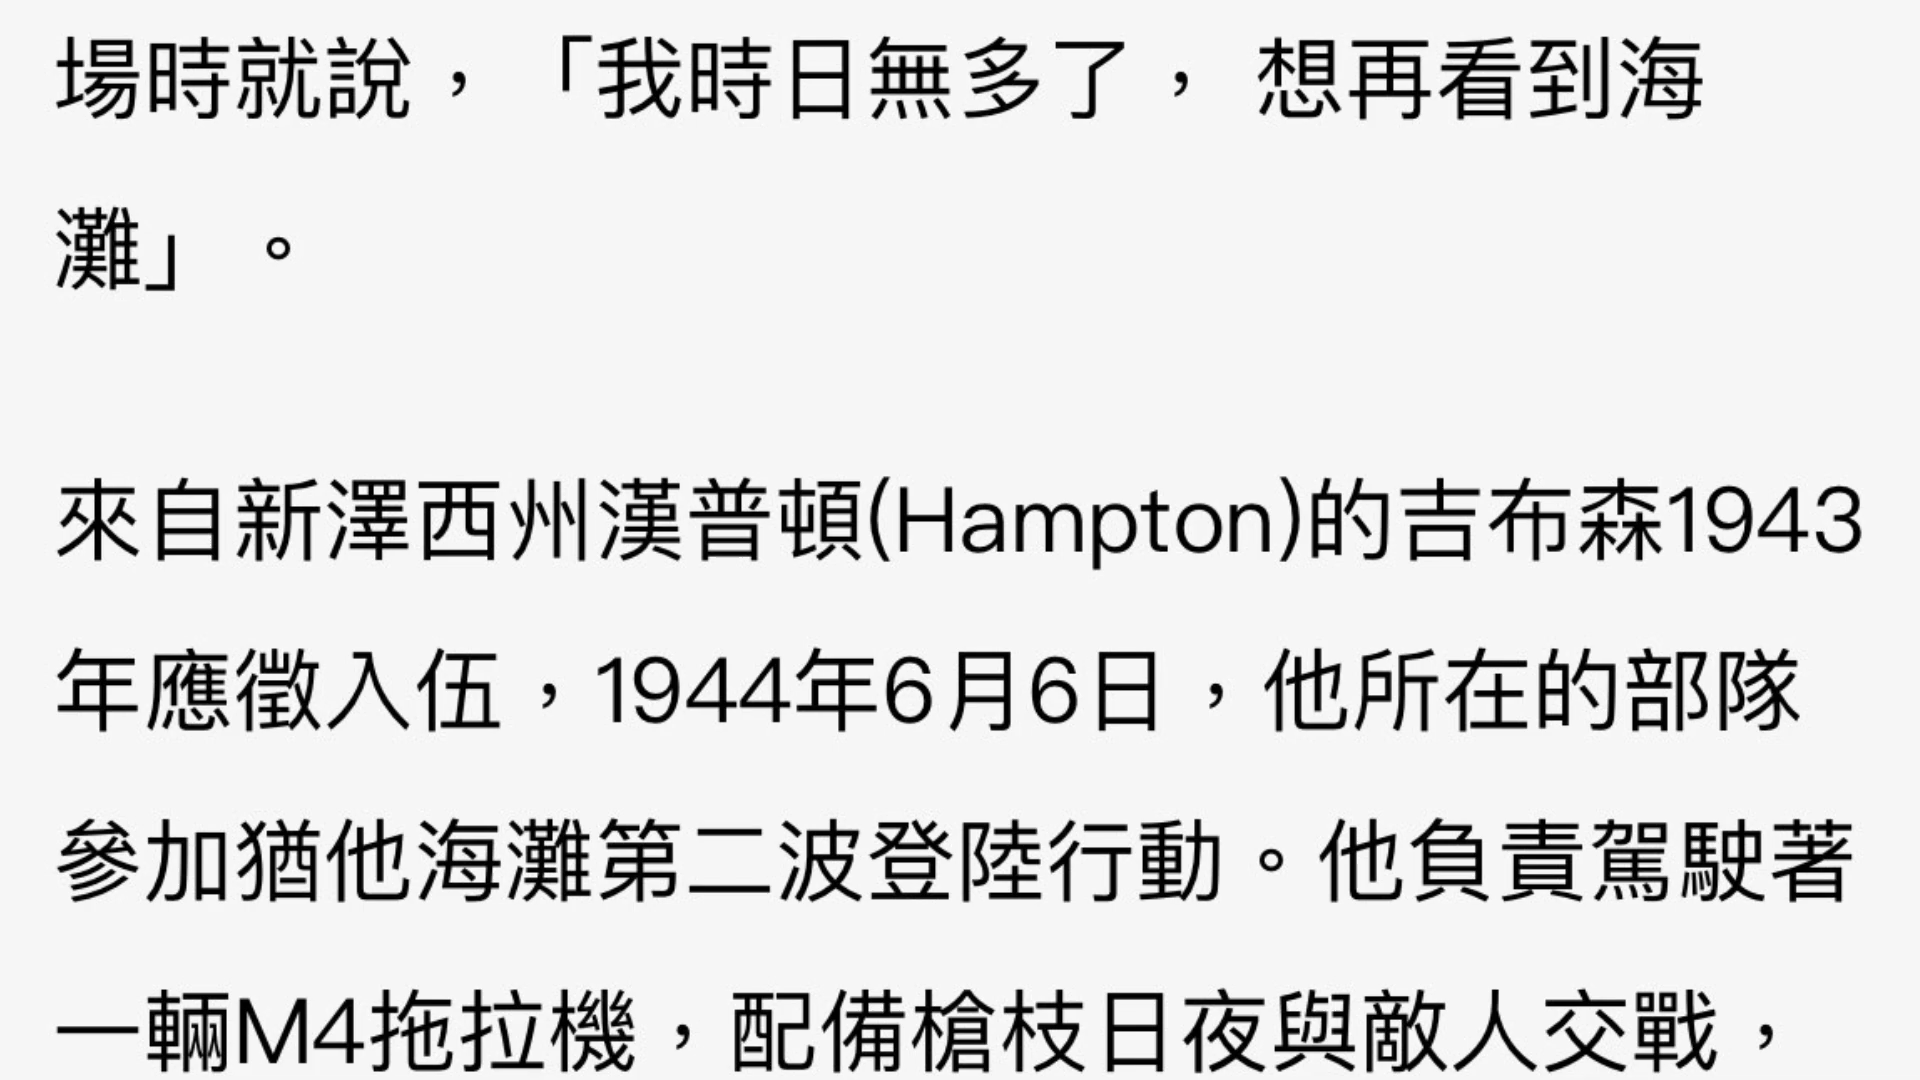 場時就說，「我時日無多了， 想再看到海
灘」 。
來自新澤西州漢普頓(Hampton)的吉布森1943
年應徵入伍，1944年6月6日，他所在的部隊
參加猶他海灘第二波登陸行動。他負責駕駛著
一輛M4拖拉機，配備槍枝日夜與敵人交戰，